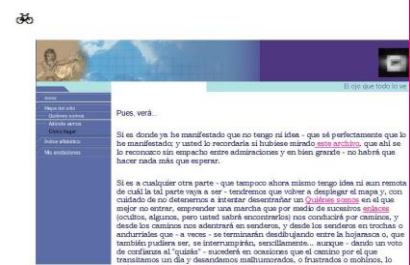 El ojo que todo lo ve
Inicio
Mapa del sitio
Quiénes somos
Adónde vamos
Cómo llegar
Índice alfabético
Mis anotaciones
Pues, verá...
Si es donde ya he manifestado que no tengo ni idea - que sé perfectamente que lo
he manifestado; y usted lo recordaría si hubiese mirado este archivo, que ahí se
lo reconozco sin empacho entre admiraciones y en bien grande - no habrá que
hacer nada más que esperar.
Si es a cualquier otra parte - que tampoco ahora mismo tengo idea ni aun remota
de cuál la tal parte vaya a ser - tendremos que volver a desplegar el mapa y, con
cuidado de no detenernos a intentar desentrañar un Quiénes somos en el que
mejor no entrar, emprender una marcha que por medio de sucesivos enlaces
(ocultos, algunos, pero usted sabrá encontrarlos) nos conducirá por caminos, y
desde los caminos nos adentrará en senderos, y desde los senderos en trochas o
andurriales que - a veces - se terminarán desdibujando entre la hojarasca o, que
también pudiera ser, se interrumpirán, sencillamente... aunque - dando un voto
de confianza al "quizás" - sucederá en ocasiones que el camino por el que
transitamos un día y desandamos malhumorados, o frustrados o mohínos, lo